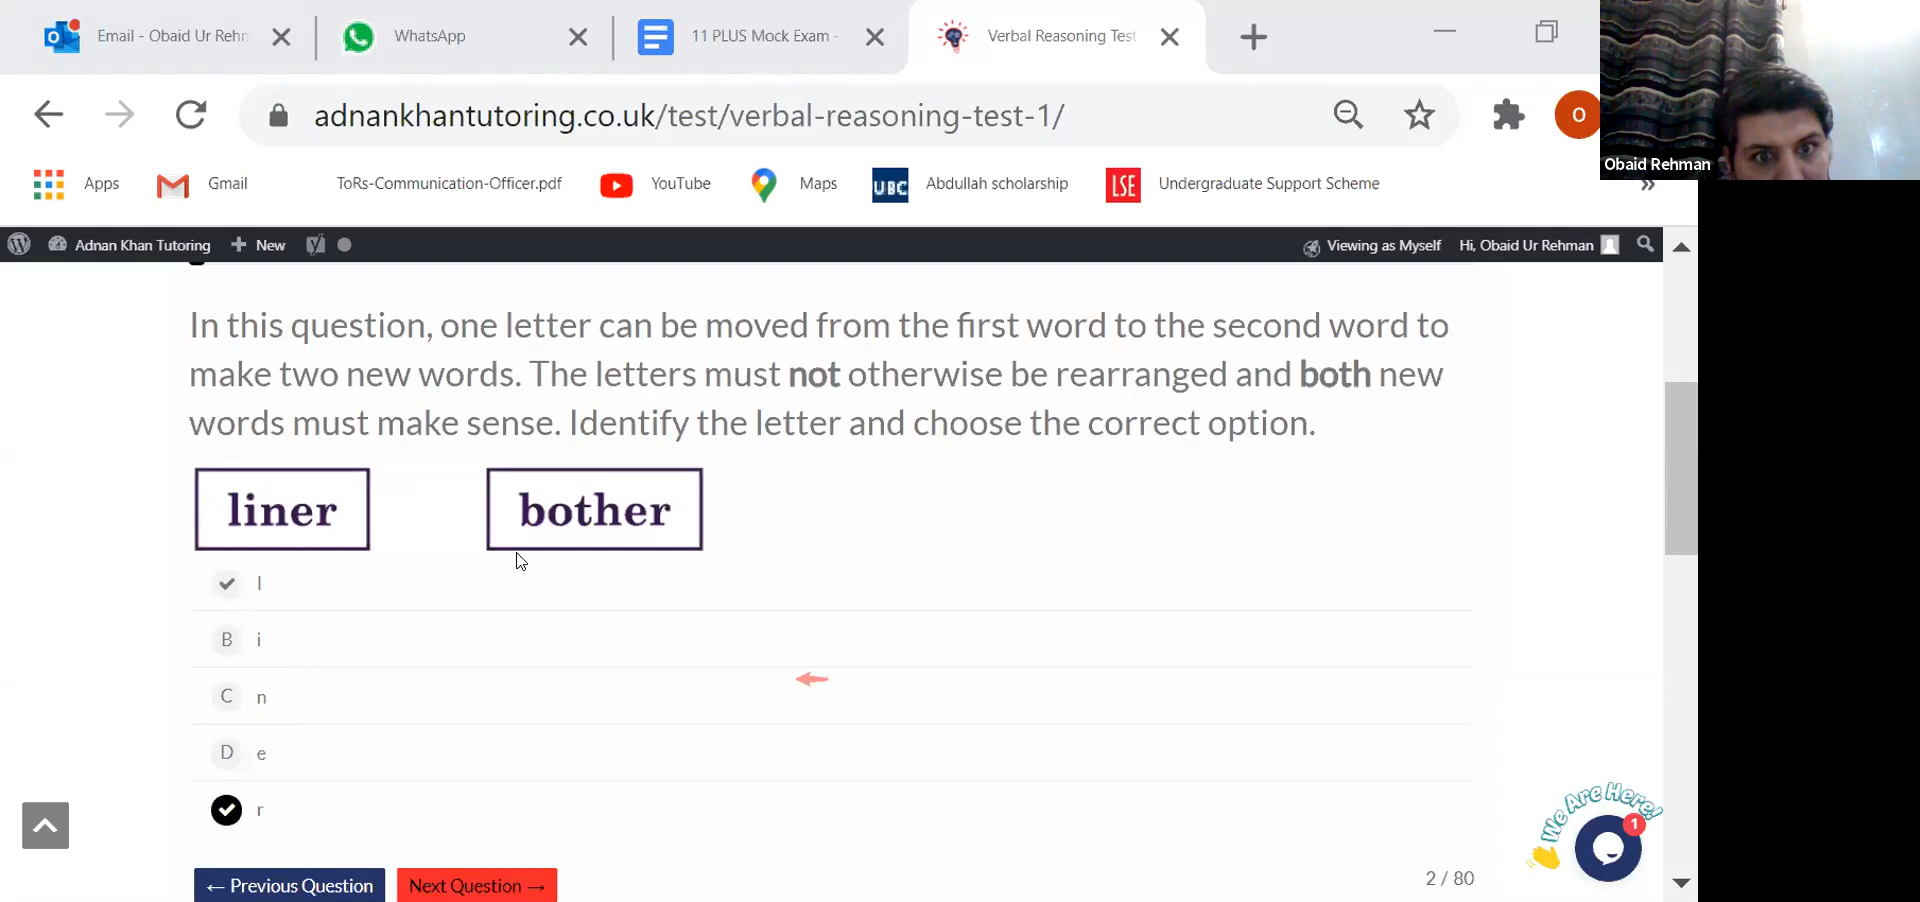 Email - Obaid Ur Rehm
WhatsApp
11 PLUS Mock Exam -
Verbal Reasoning Test
adnankhantutoring.co.uk/test/verbal-reasoning-test-1/
O
Obaid Rehman
Apps
Gmail
ToRs-Communication-Officer.pdf
YouTube
Maps
UBC
Abdullah scholarship
LSE
Undergraduate Support Scheme
»
Adnan Khan Tutoring
+ New
Viewing as Myself
Hi, Obaid Ur Rehman
In this question, one letter can be moved from the first word to the second word to
make two new words. The letters must not otherwise be rearranged and both new
words must make sense. Identify the letter and choose the correct option.
liner
bother
l
B i
C n
D e
r
We Are Here!
1
← Previous Question
Next Question →
2 / 80